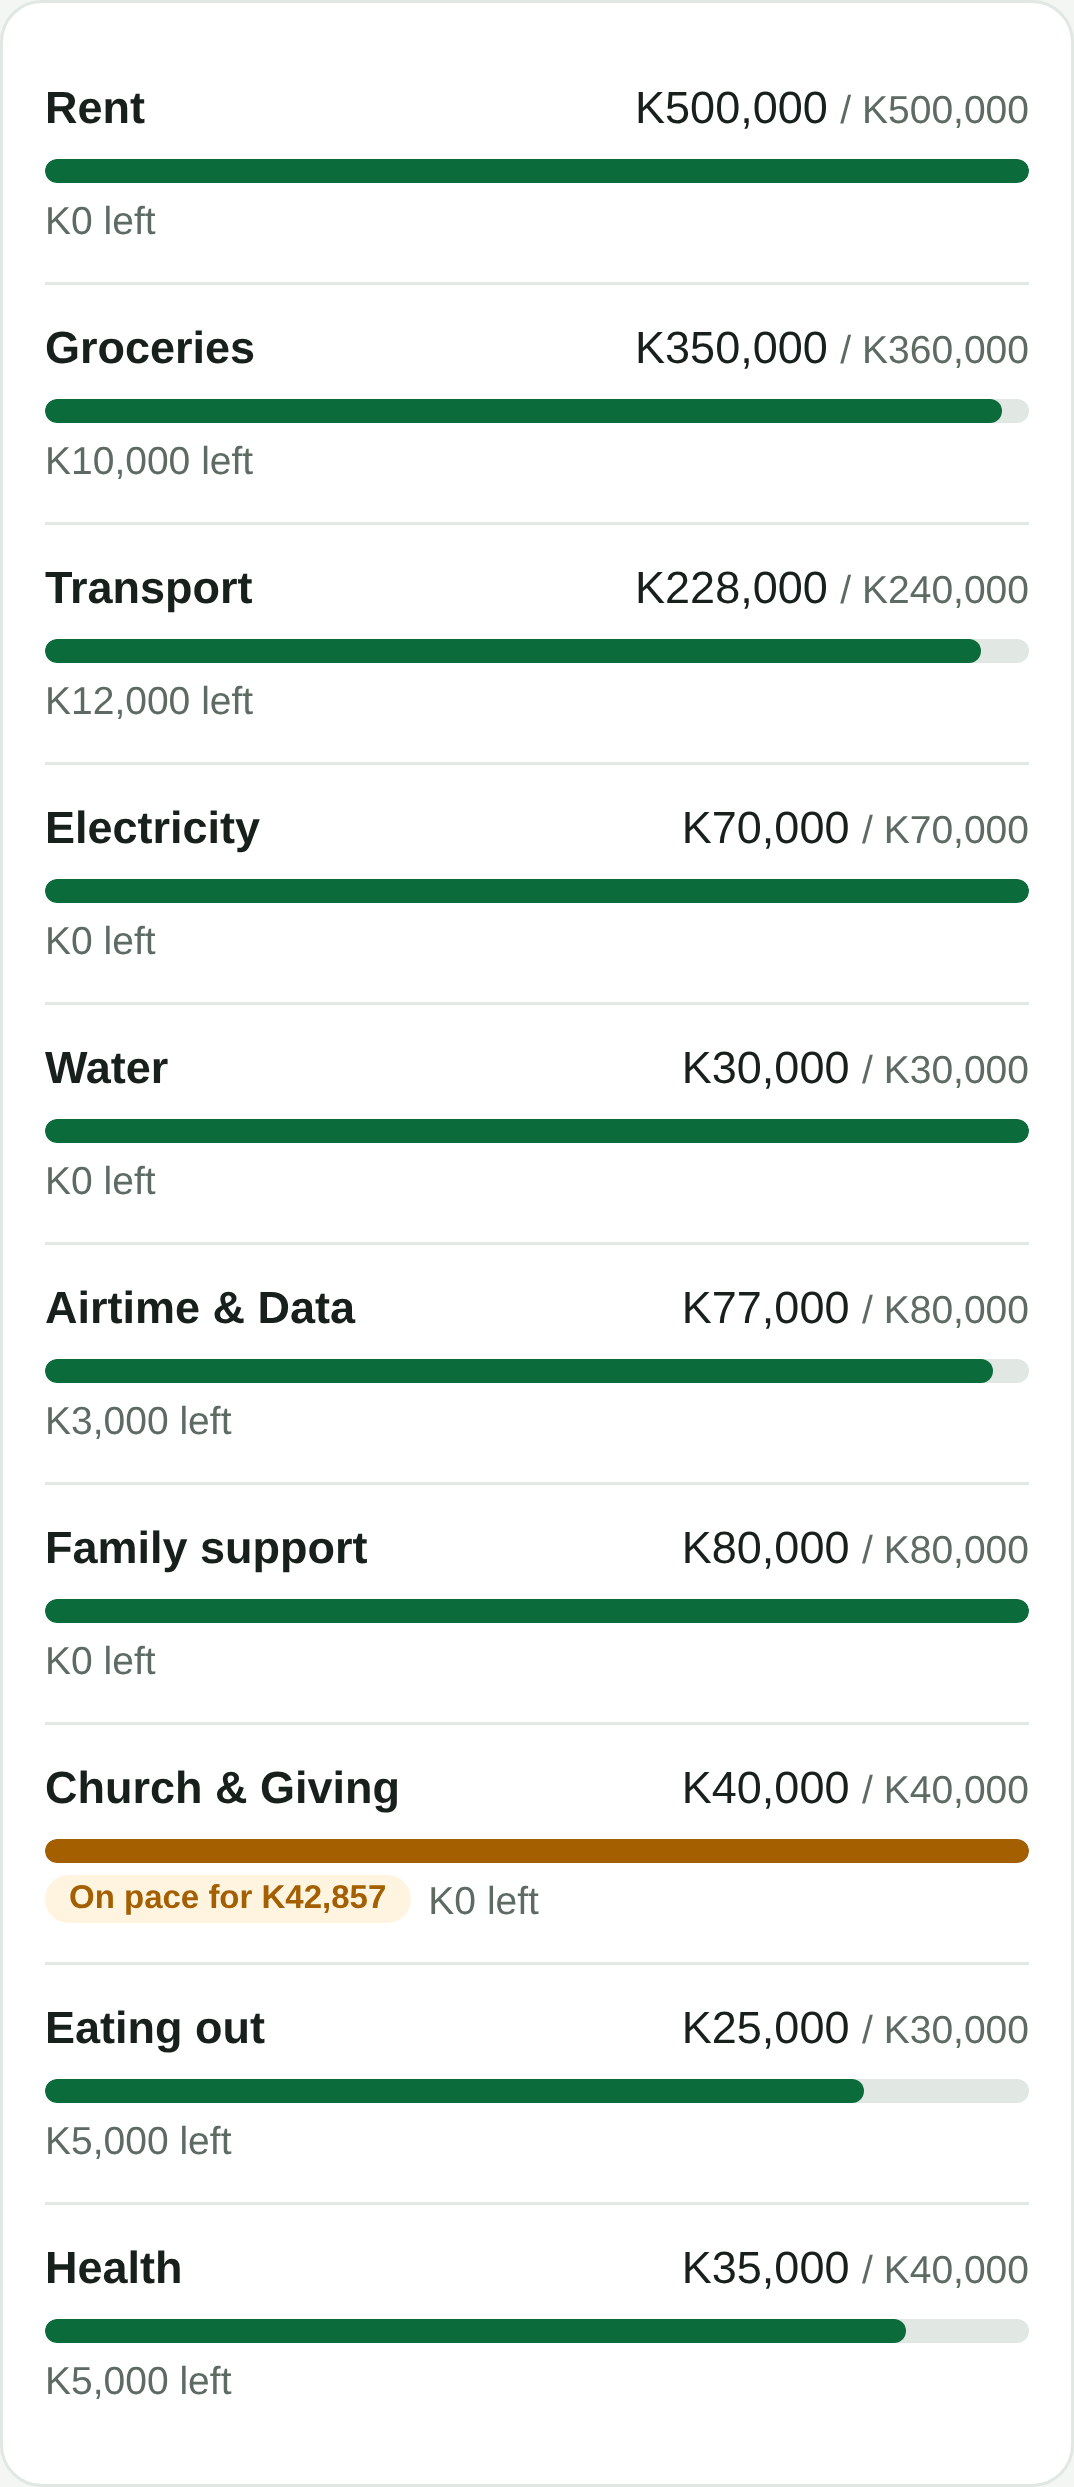 Rent K500,000 / K500,000
K0 left
Groceries K350,000 / K360,000
K10,000 left
Transport K228,000 / K240,000
K12,000 left
Electricity K70,000 / K70,000
K0 left
Water K30,000 / K30,000
K0 left
Airtime & Data K77,000 / K80,000
K3,000 left
Family support K80,000 / K80,000
K0 left
Church & Giving K40,000 / K40,000
On pace for K42,857 K0 left
Eating out K25,000 / K30,000
K5,000 left
Health K35,000 / K40,000
K5,000 left